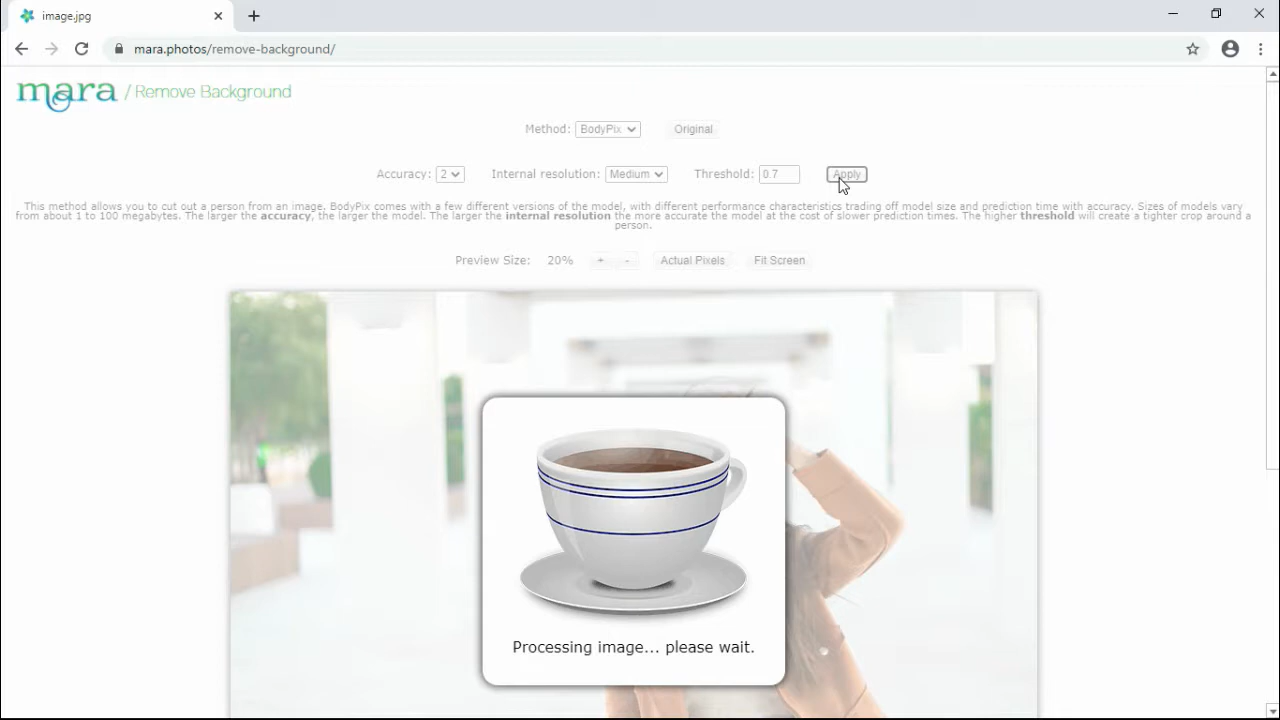 image.jpg
mara.photos/remove-background/
mara / Remove Background
Method: BodyPix Original
Accuracy: 2 Internal resolution: Medium Threshold: 0.7 Apply
This method allows you to cut out a person from an image. BodyPix comes with a few different versions of the model, with different performance characteristics trading off model size and prediction time with accuracy. Sizes of models vary
from about 1 to 100 megabytes. The larger the accuracy, the larger the model. The larger the internal resolution the more accurate the model at the cost of slower prediction times. The higher threshold will create a tighter crop around a
person.
Preview Size: 20% + - Actual Pixels Fit Screen
Processing image... please wait.